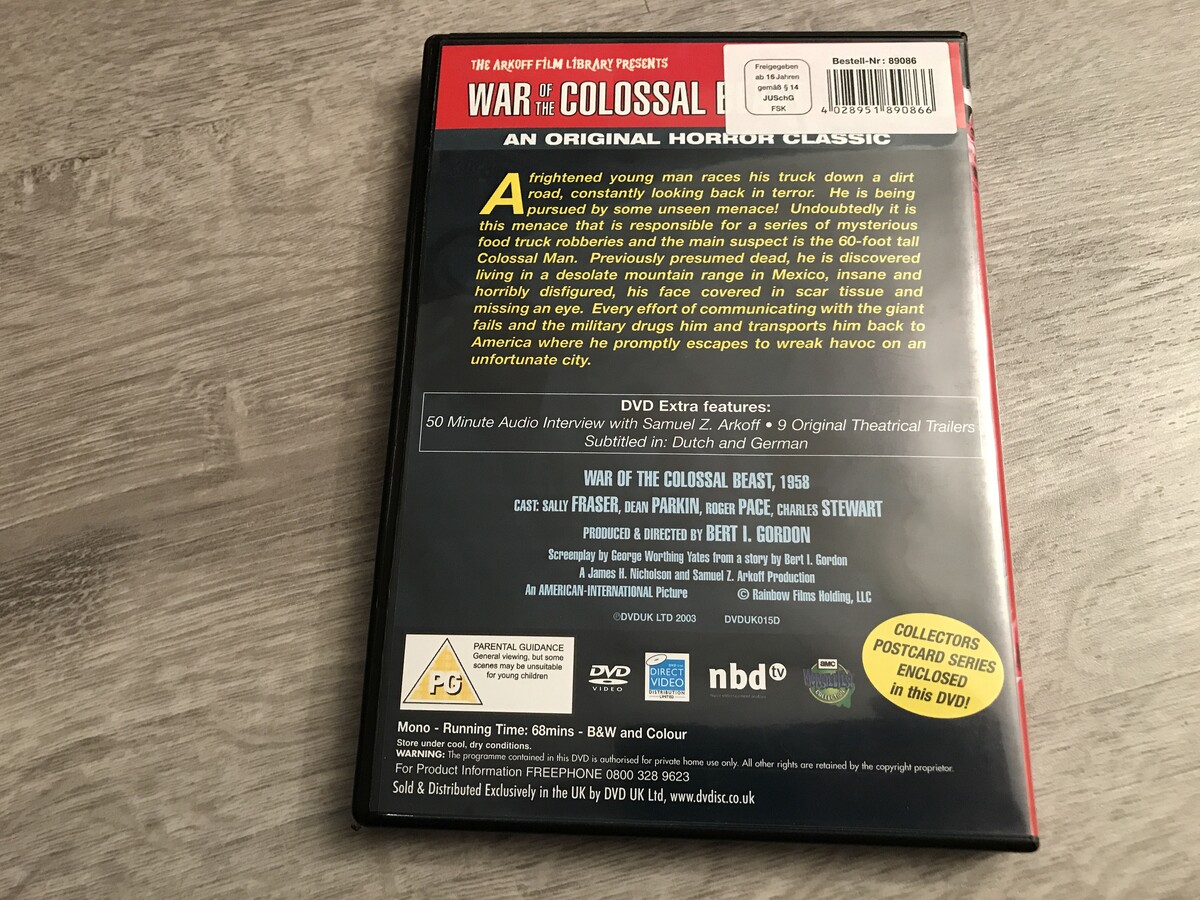 THE ARKOFF FILM LIBRARY PRESENTS
WAR OF THE COLOSSAL
Freigegeben
ab 16 Jahren
gemäß § 14
JUSchG
FSK
Bestell-Nr: 89086
4 028951 890866
AN ORIGINAL HORROR CLASSIC
A frightened young man races his truck down a dirt
road, constantly looking back in terror. He is being
pursued by some unseen menace! Undoubtedly it is
this menace that is responsible for a series of mysterious
food truck robberies and the main suspect is the 60-foot tall
Colossal Man. Previously presumed dead, he is discovered
living in a desolate mountain range in Mexico, insane and
horribly disfigured, his face covered in scar tissue and
missing an eye. Every effort of communicating with the giant
fails and the military drugs him and transports him back to
America where he promptly escapes to wreak havoc on an
unfortunate city.
DVD Extra features:
50 Minute Audio Interview with Samuel Z. Arkoff • 9 Original Theatrical Trailers
Subtitled in: Dutch and German
WAR OF THE COLOSSAL BEAST, 1958
CAST: SALLY FRASER, DEAN PARKIN, ROGER PACE, CHARLES STEWART
PRODUCED & DIRECTED BY BERT I. GORDON
Screenplay by George Worthing Yates from a story by Bert I. Gordon
A James H. Nicholson and Samuel Z. Arkoff Production
An AMERICAN-INTERNATIONAL Picture © Rainbow Films Holding, LLC
℗DVDUK LTD 2003 DVDUK015D
PARENTAL GUIDANCE
General viewing, but some
scenes may be unsuitable
for young children
PG
DVD
VIDEO
DIRECT
VIDEO
DISTRIBUTION
LIMITED
nbd tv
AMC
COLLECTORS
POSTCARD SERIES
ENCLOSED
in this DVD!
Mono - Running Time: 68mins - B&W and Colour
Store under cool, dry conditions.
WARNING: The programme contained in this DVD is authorised for private home use only. All other rights are retained by the copyright proprietor.
For Product Information FREEPHONE 0800 328 9623
Sold & Distributed Exclusively in the UK by DVD UK Ltd, www.dvdisc.co.uk